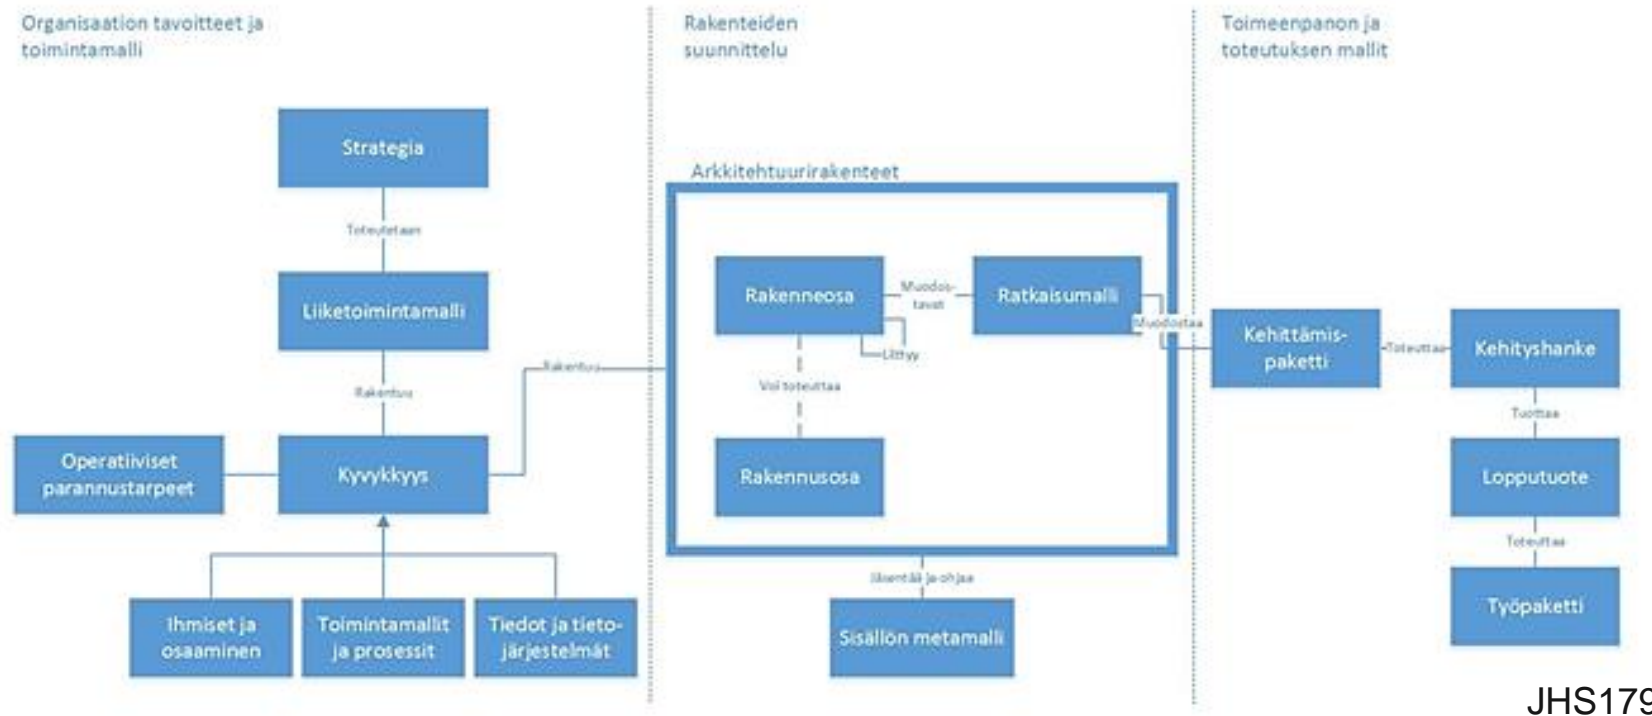 Organisaation tavoitteet ja
toimintamalli
Strategia
Toteutetaan
Liiketoimintamalli
Rakentuu
Operatiiviset
parannustarpeet
Kyvykkyys
Rakentuu
Ihmiset ja
osaaminen
Toimintamallit
ja prosessit
Tiedot ja tieto-
järjestelmät
Rakenteiden
suunnittelu
Arkkitehtuurirakenteet
Rakenneosa
Muodos-
tavat
Ratkaisumalli
Liittyy
Voi toteuttaa
Rakennusosa
Muodostaa
Jäsentää ja ohjaa
Sisällön metamalli
Toimeenpanon ja
toteutuksen mallit
Kehittämis-
paketti
Toteuttaa
Kehityshanke
Tuottaa
Lopputuote
Toteuttaa
Työpaketti
JHS179